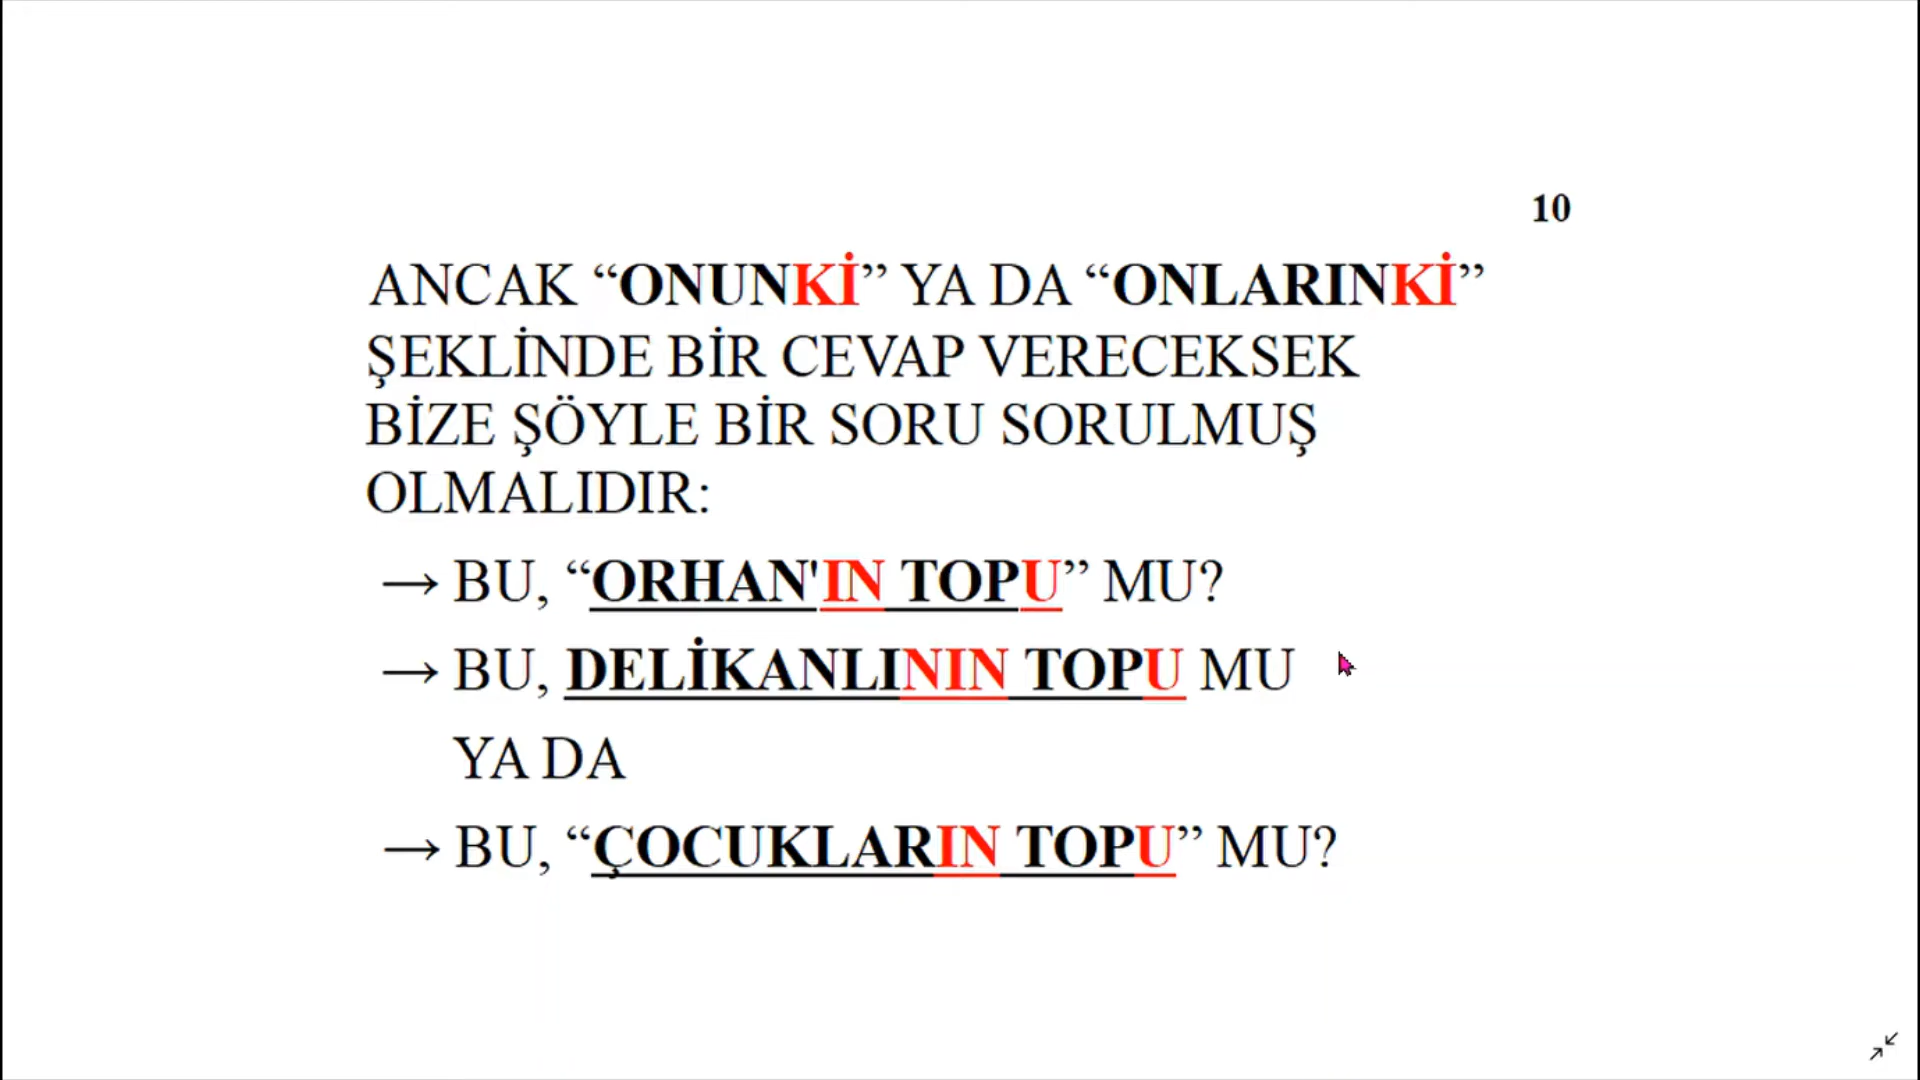 10
ANCAK “ONUNKİ” YA DA “ONLARINKİ”
ŞEKLİNDE BİR CEVAP VERECEKSEK
BİZE ŞÖYLE BİR SORU SORULMUŞ
OLMALIDIR:
→ BU, “ORHAN'IN TOPU” MU?
→ BU, DELİKANLININ TOPU MU
YA DA
→ BU, “ÇOCUKLARIN TOPU” MU?